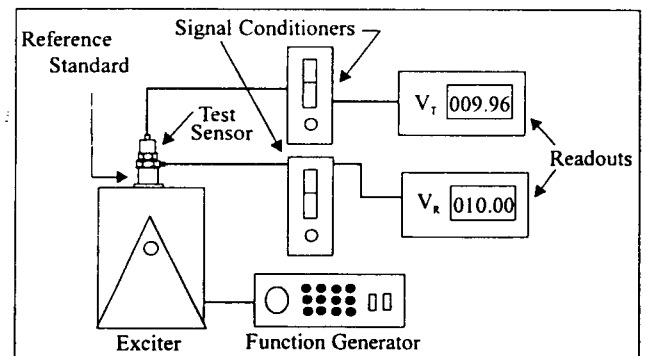 Signal Conditioners
Reference
Standard
Test
Sensor
V_T 009.96
Readouts
V_R 010.00
Exciter
Function Generator